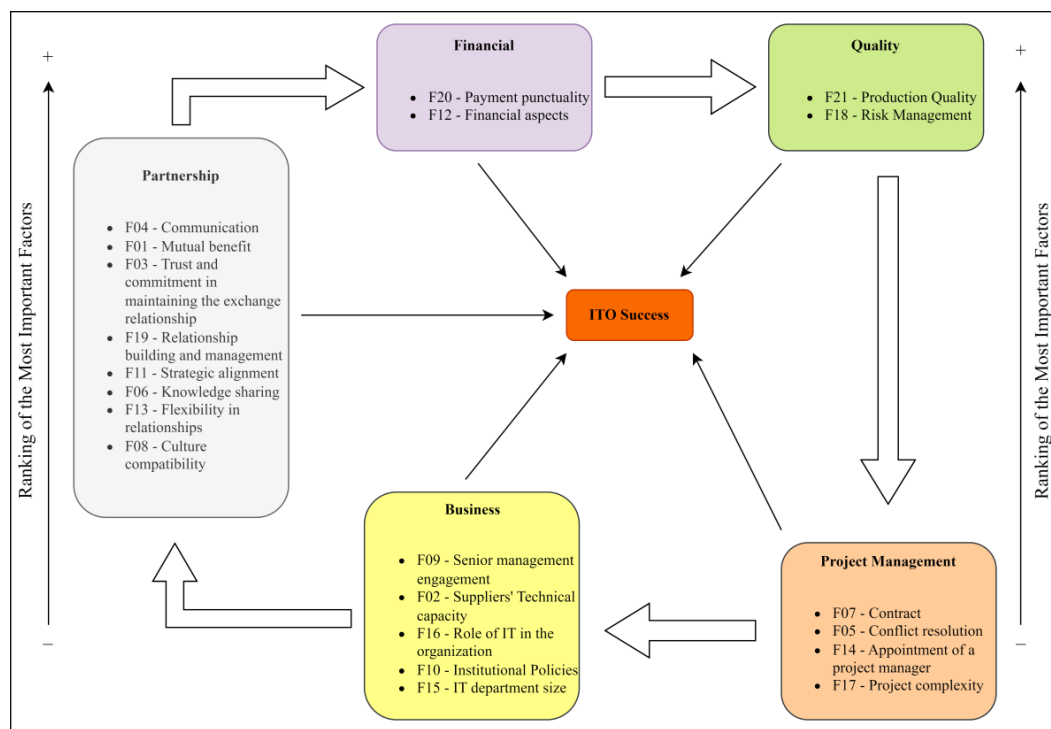 Ranking of the Most Important Factors
+
−
Financial
F20 - Payment punctuality
F12 - Financial aspects
Quality
F21 - Production Quality
F18 - Risk Management
+
−
Ranking of the Most Important Factors
Partnership
F04 - Communication
F01 - Mutual benefit
F03 - Trust and
commitment in
maintaining the exchange
relationship
F19 - Relationship
building and management
F11 - Strategic alignment
F06 - Knowledge sharing
F13 - Flexibility in
relationships
F08 - Culture
compatibility
ITO Success
Business
F09 - Senior management
engagement
F02 - Suppliers' Technical
capacity
F16 - Role of IT in the
organization
F10 - Institutional Policies
F15 - IT department size
Project Management
F07 - Contract
F05 - Conflict resolution
F14 - Appointment of a
project manager
F17 - Project complexity